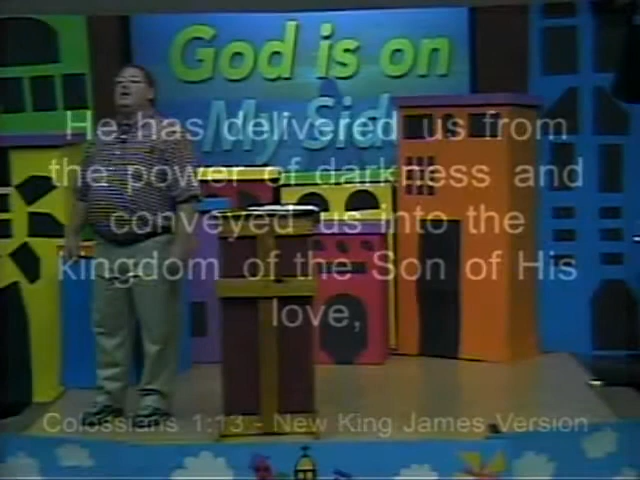 God is on
My Sid
He has delivered us from
the power of darkness and
conveyed us into the
kingdom of the Son of His
love,
Colossians 1:13 - New King James Version